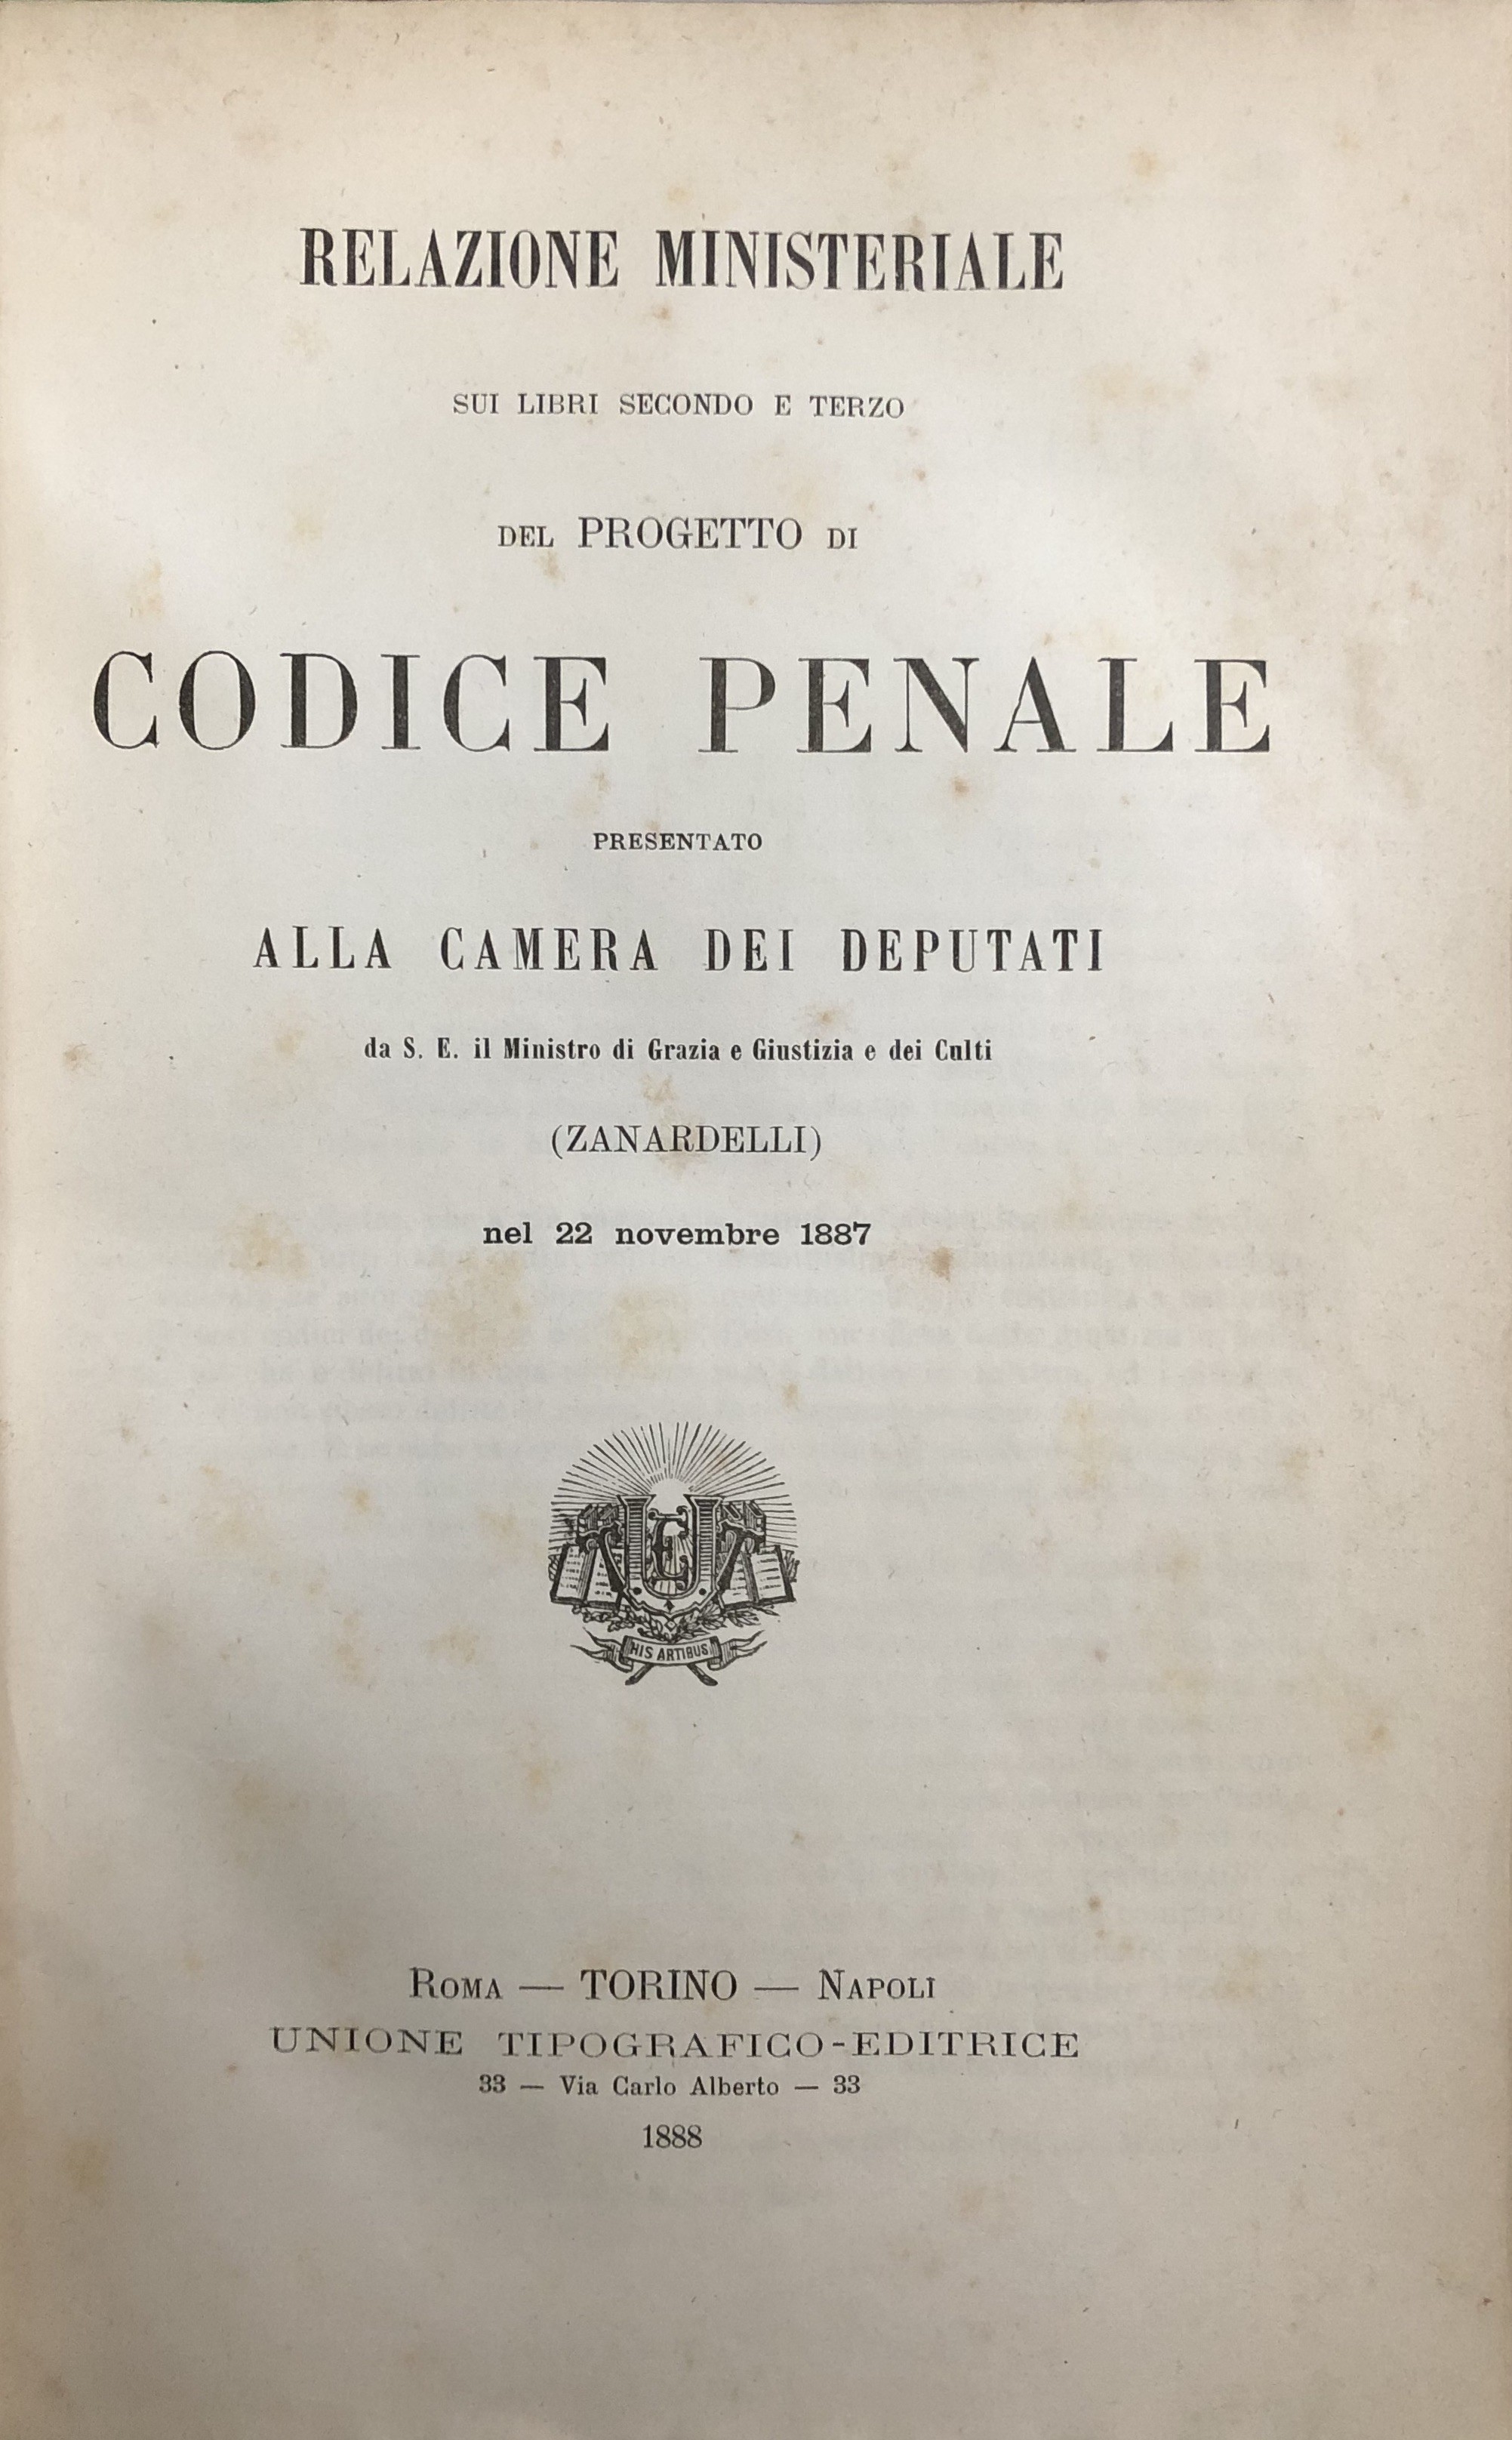 RELAZIONE MINISTERIALE
SUI LIBRI SECONDO E TERZO
DEL PROGETTO DI
CODICE PENALE
PRESENTATO
ALLA CAMERA DEI DEPUTATI
da S. E. il Ministro di Grazia e Giustizia e dei Culti
(ZANARDELLI)
nel 22 novembre 1887
UTET
HIS ARTIBUS
ROMA — TORINO — NAPOLI
UNIONE TIPOGRAFICO-EDITRICE
33 — Via Carlo Alberto — 33
1888